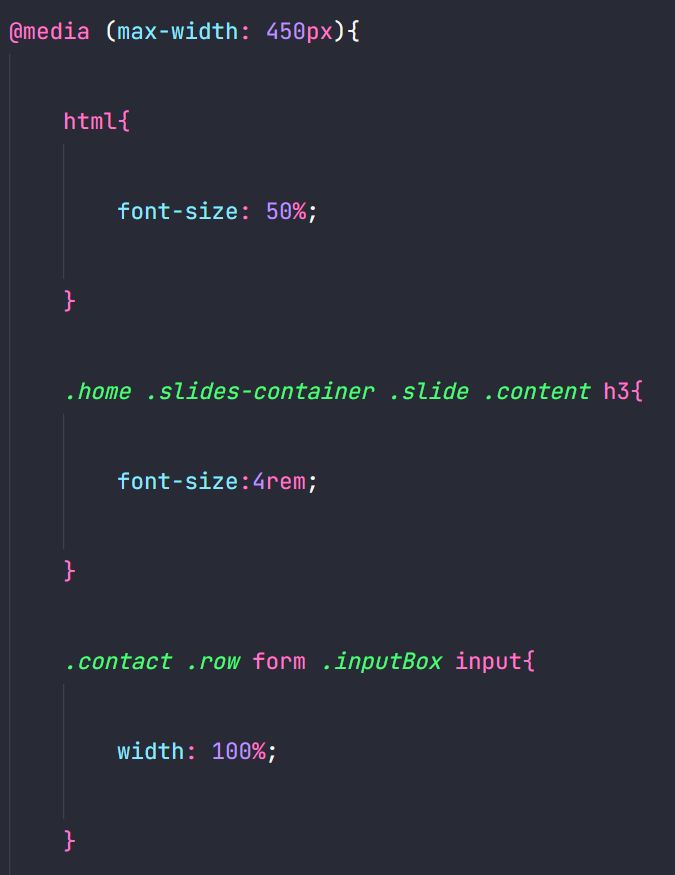 @media (max-width: 450px){
html{
font-size: 50%;
}
.home .slides-container .slide .content h3{
font-size:4rem;
}
.contact .row form .inputBox input{
width: 100%;
}